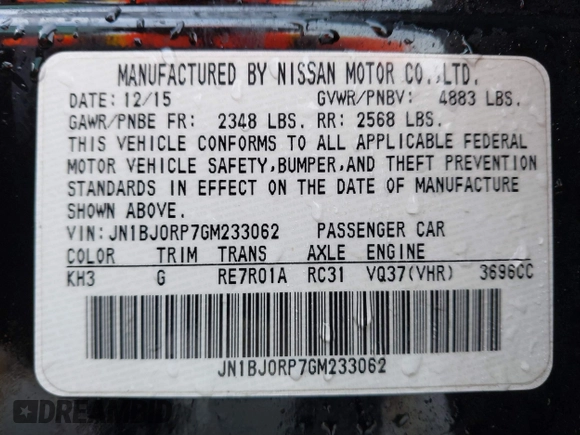 MANUFACTURED BY NISSAN MOTOR CO.,LTD.
DATE: 12/15 GVWR/PNBV: 4883 LBS.
GAWR/PNBE FR: 2348 LBS. RR: 2568 LBS.
THIS VEHICLE CONFORMS TO ALL APPLICABLE FEDERAL
MOTOR VEHICLE SAFETY,BUMPER,AND THEFT PREVENTION
STANDARDS IN EFFECT ON THE DATE OF MANUFACTURE
SHOWN ABOVE.
VIN: JN1BJ0RP7GM233062 PASSENGER CAR
COLOR TRIM TRANS AXLE ENGINE
KH3 G RE7R01A RC31 VQ37(VHR) 3696CC
JN1BJ0RP7GM233062
DREAMBID